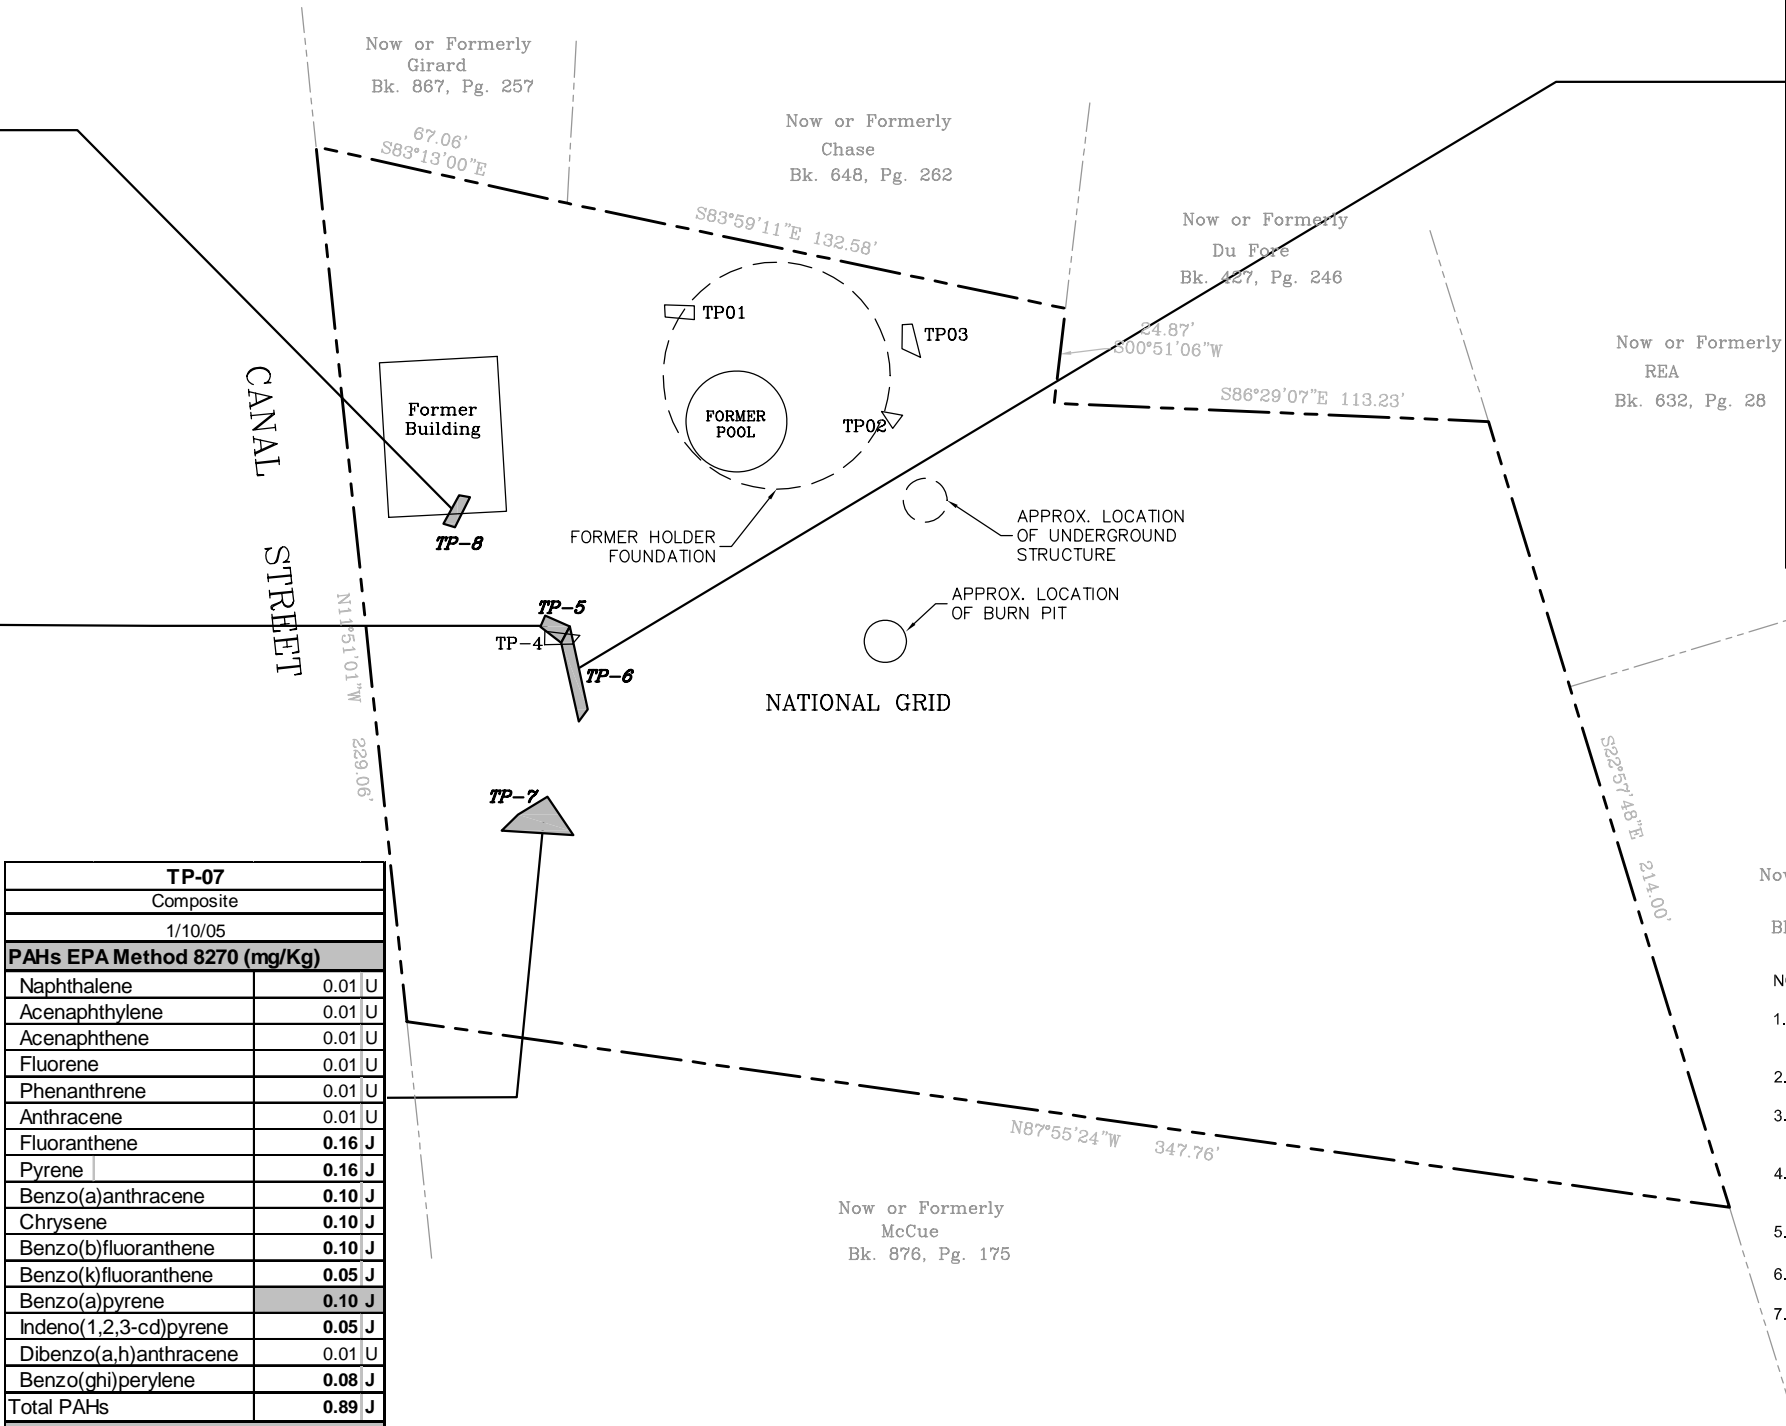 Now or Formerly
Girard
Bk. 867, Pg. 257
67.06'
S83°13'00"E
Now or Formerly
Chase
Bk. 648, Pg. 262
S83°59'11"E 132.58'
Now or Formerly
Du Fore
Bk. 427, Pg. 246
24.87'
S00°51'06"W
S86°29'07"E 113.23'
Now or Formerly
REA
Bk. 632, Pg. 28
TP01
TP03
TP02
FORMER
POOL
Former
Building
CANAL STREET
TP-8
FORMER HOLDER
FOUNDATION
APPROX. LOCATION
OF UNDERGROUND
STRUCTURE
APPROX. LOCATION
OF BURN PIT
TP-5
TP-4
TP-6
NATIONAL GRID
N11°51'01"W 229.06'
TP-7
S22°57'48"E 214.00'
N87°55'24"W 347.76'
Now or Formerly
McCue
Bk. 876, Pg. 175
TP-07
Composite
1/10/05
PAHs EPA Method 8270 (mg/Kg)
Naphthalene 0.01 U
Acenaphthylene 0.01 U
Acenaphthene 0.01 U
Fluorene 0.01 U
Phenanthrene 0.01 U
Anthracene 0.01 U
Fluoranthene 0.16 J
Pyrene 0.16 J
Benzo(a)anthracene 0.10 J
Chrysene 0.10 J
Benzo(b)fluoranthene 0.10 J
Benzo(k)fluoranthene 0.05 J
Benzo(a)pyrene 0.10 J
Indeno(1,2,3-cd)pyrene 0.05 J
Dibenzo(a,h)anthracene 0.01 U
Benzo(ghi)perylene 0.08 J
Total PAHs 0.89 J
1.
2.
3.
4.
5.
6.
7.